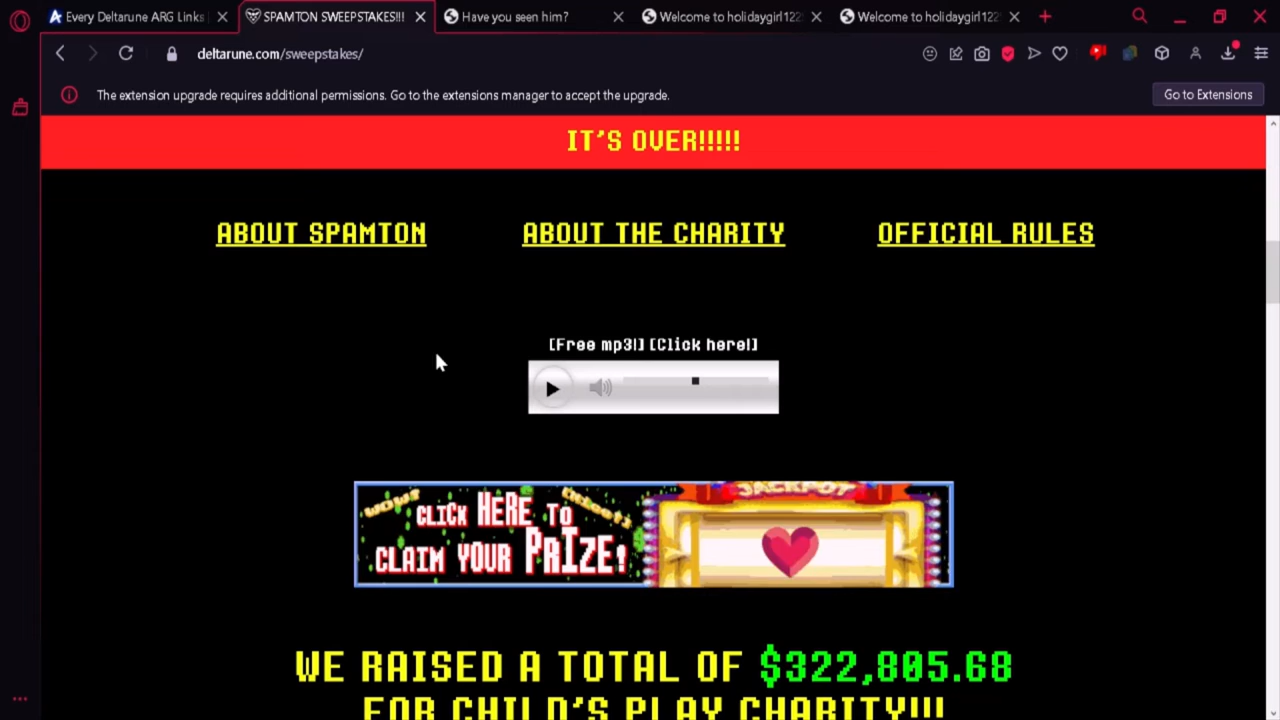 Every Deltarune ARG Links
SPAMTON SWEEPSTAKES!!!
Have you seen him?
Welcome to holidaygirl122
Welcome to holidaygirl122
deltarune.com/sweepstakes/
The extension upgrade requires additional permissions. Go to the extensions manager to accept the upgrade.
Go to Extensions
IT'S OVER!!!!!
ABOUT SPAMTON
ABOUT THE CHARITY
OFFICIAL RULES
[Free mp3!] [Click here!]
WOW!
CLICK HERE TO
CLAIM YOUR PRIZE!
JACKPOT
WE RAISED A TOTAL OF $322,805.68
FOR CHILD'S PLAY CHARITY!!!